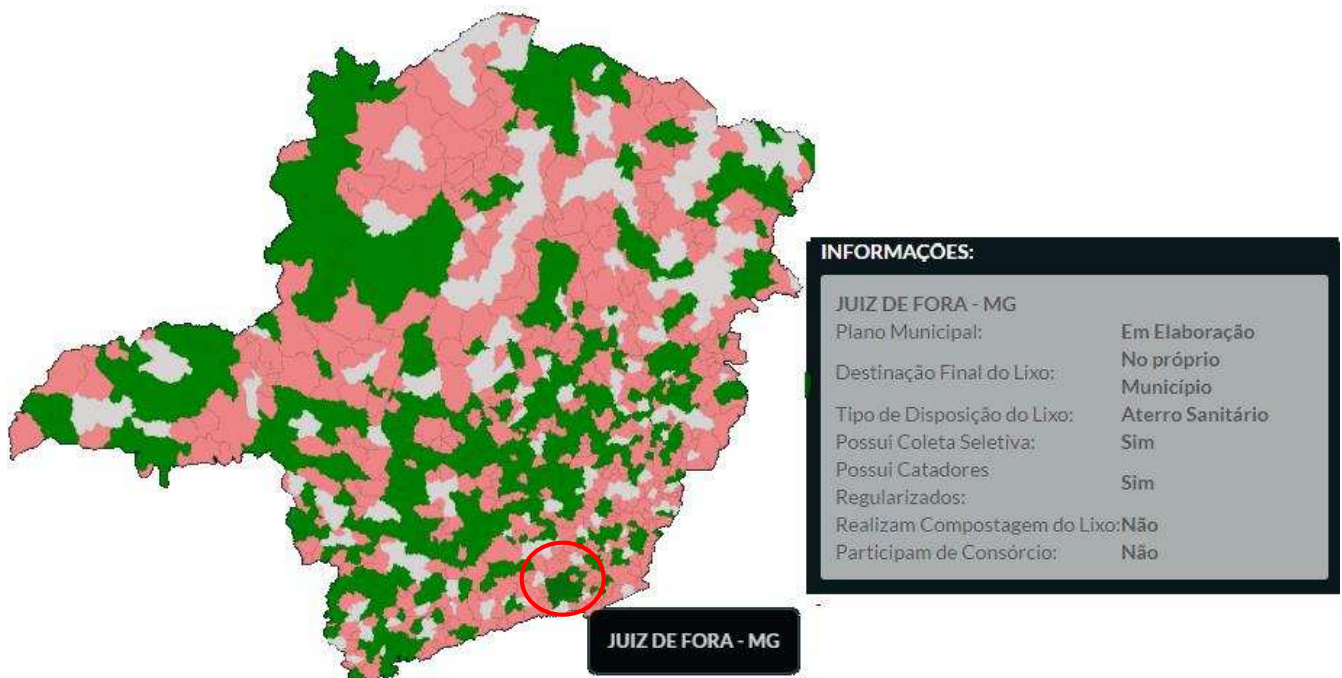 INFORMAÇÕES:
JUIZ DE FORA - MG
Plano Municipal: Em Elaboração
Destinação Final do Lixo: No próprio
Município
Tipo de Disposição do Lixo: Aterro Sanitário
Possui Coleta Seletiva: Sim
Possui Catadores
Regularizados: Sim
Realizam Compostagem do Lixo: Não
Participam de Consórcio: Não
JUIZ DE FORA - MG